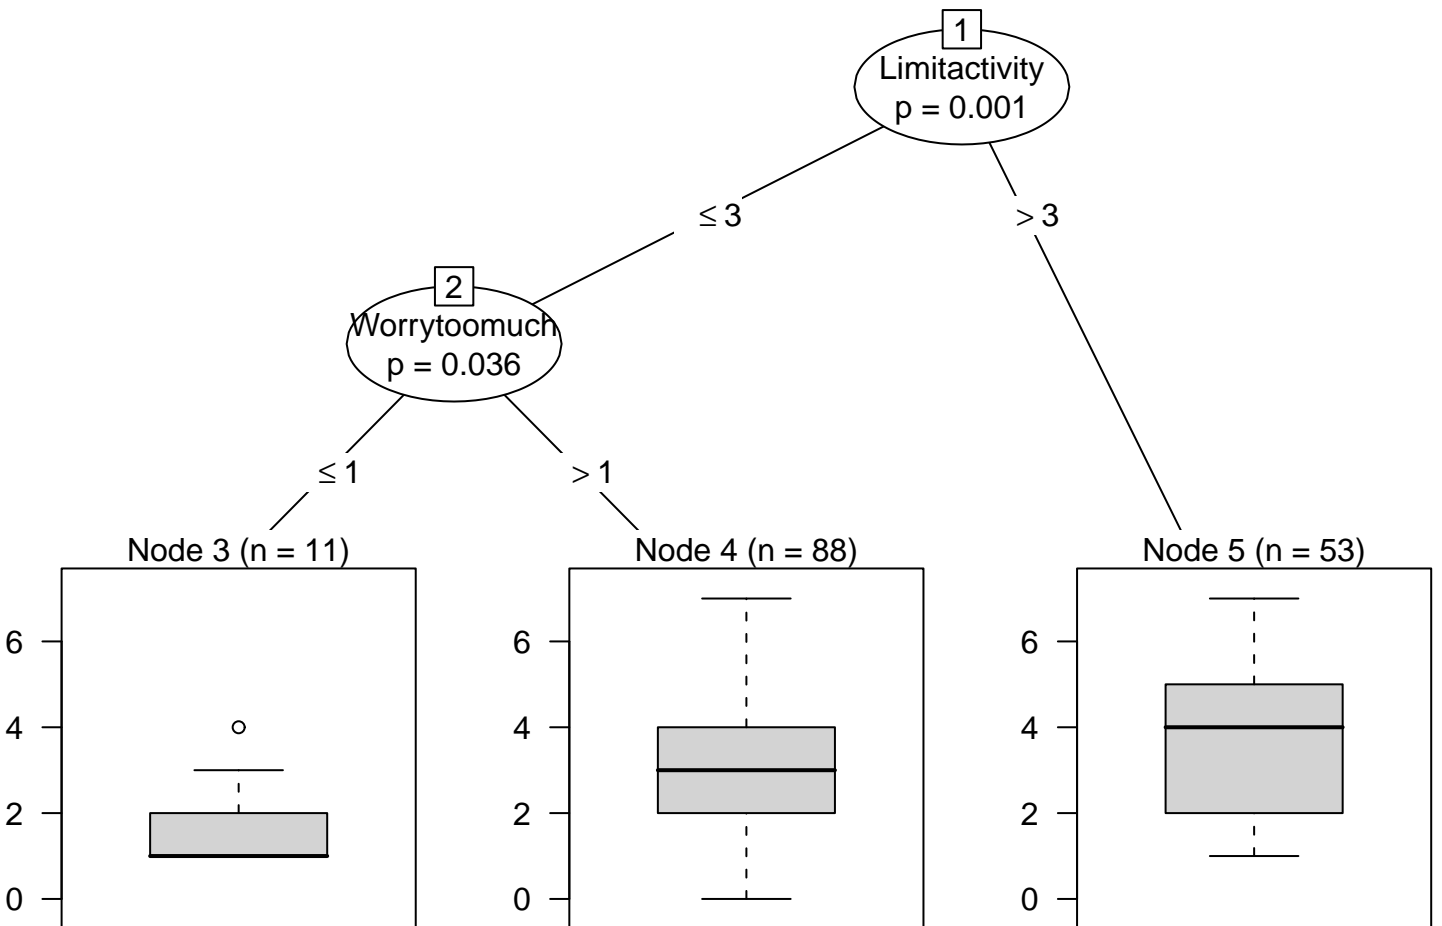 1
Limitactivity
p = 0.001
≤ 3
> 3
2
Worrytoomuch
p = 0.036
≤ 1
> 1
Node 3 (n = 11)
6
4
2
0
Node 4 (n = 88)
6
4
2
0
Node 5 (n = 53)
6
4
2
0